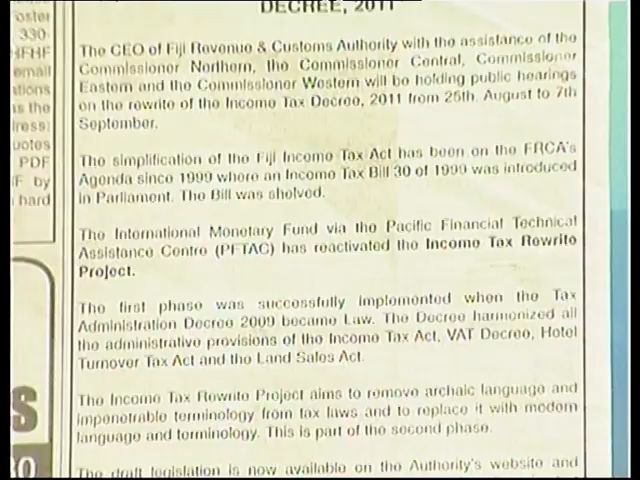 DECREE, 2011
The CEO of Fiji Revenue & Customs Authority with the assistance of the
Commissioner Northern, the Commissioner Central, Commissioner
Eastern and the Commissioner Western will be holding public hearings
on the rewrite of the Income Tax Decree, 2011 from 25th. August to 7th
September.
The simplification of the Fiji Income Tax Act has been on the FRCA's
Agenda since 1999 where an Income Tax Bill 30 of 1999 was introduced
in Parliament. The Bill was shelved.
The International Monetary Fund via the Pacific Financial Technical
Assistance Centre (PFTAC) has reactivated the Income Tax Rewrite
Project.
The first phase was successfully implemented when the Tax
Administration Decree 2009 became Law. The Decree harmonized all
the administrative provisions of the Income Tax Act, VAT Decree, Hotel
Turnover Tax Act and the Land Sales Act.
The Income Tax Rewrite Project aims to remove archaic language and
impenetrable terminology from tax laws and to replace it with modern
language and terminology. This is part of the second phase.
The draft legislation is now available on the Authority's website and
330-
email
as the
PDF
F by
hard